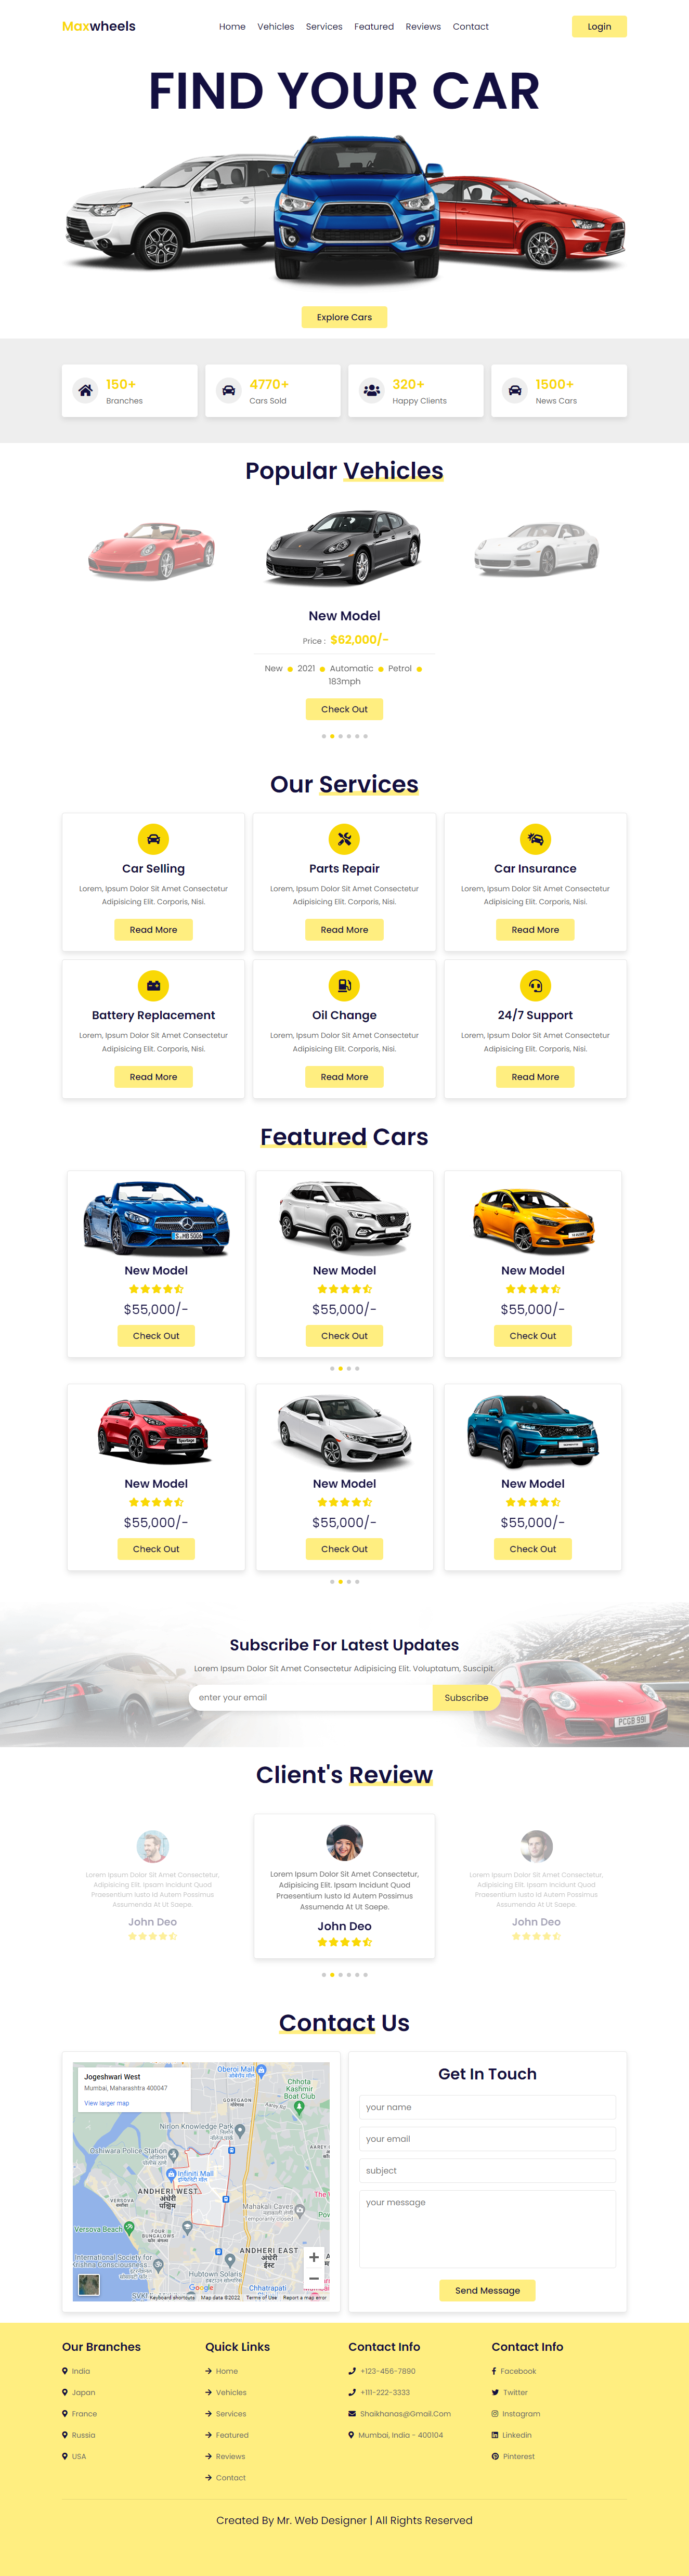 Maxwheels
Home Vehicles Services Featured Reviews Contact
Login
FIND YOUR CAR
Explore Cars
150+
Branches
4770+
Cars Sold
320+
Happy Clients
1500+
News Cars
Popular Vehicles
New Model
Price : $62,000/-
New 2021 Automatic Petrol
183mph
Check Out
Our Services
Car Selling
Lorem, Ipsum Dolor Sit Amet Consectetur
Adipisicing Elit. Corporis, Nisi.
Read More
Parts Repair
Lorem, Ipsum Dolor Sit Amet Consectetur
Adipisicing Elit. Corporis, Nisi.
Read More
Car Insurance
Lorem, Ipsum Dolor Sit Amet Consectetur
Adipisicing Elit. Corporis, Nisi.
Read More
Battery Replacement
Lorem, Ipsum Dolor Sit Amet Consectetur
Adipisicing Elit. Corporis, Nisi.
Read More
Oil Change
Lorem, Ipsum Dolor Sit Amet Consectetur
Adipisicing Elit. Corporis, Nisi.
Read More
24/7 Support
Lorem, Ipsum Dolor Sit Amet Consectetur
Adipisicing Elit. Corporis, Nisi.
Read More
Featured Cars
New Model
$55,000/-
Check Out
New Model
$55,000/-
Check Out
New Model
$55,000/-
Check Out
New Model
$55,000/-
Check Out
New Model
$55,000/-
Check Out
New Model
$55,000/-
Check Out
Subscribe For Latest Updates
Lorem Ipsum Dolor Sit Amet Consectetur Adipisicing Elit. Voluptatum, Suscipit.
enter your email
Subscribe
PCGB 991
Client's Review
Lorem Ipsum Dolor Sit Amet Consectetur,
Adipisicing Elit. Ipsam Incidunt Quod
Praesentium Iusto Id Autem Possimus
Assumenda At Ut Saepe.
John Deo
Lorem Ipsum Dolor Sit Amet Consectetur,
Adipisicing Elit. Ipsam Incidunt Quod
Praesentium Iusto Id Autem Possimus
Assumenda At Ut Saepe.
John Deo
Lorem Ipsum Dolor Sit Amet Consectetur,
Adipisicing Elit. Ipsam Incidunt Quod
Praesentium Iusto Id Autem Possimus
Assumenda At Ut Saepe.
John Deo
Contact Us
Jogeshwari West
Mumbai, Maharashtra 400047
View larger map
Oberoi Mall
Chhota
Kashmir
Boat Club
GOREGAON
Nirlon Knowledge Park
Oshiwara Police Station
Infiniti Mall
ANDHERI WEST
अंधेरी
पश्चिम
VERSOVA
Versova Beach
FOUR
BUNGALOWS
Mahakali Caves
Temporarily closed
ANDHERI EAST
अंधेरी
ईस्ट
International Society for
Krishna Consciousness
Hubtown Solaris
Google
Chhatrapati
Keyboard shortcuts Map data ©2022 Terms of Use Report a map error
Get In Touch
your name
your email
subject
your message
Send Message
Our Branches
India
Japan
France
Russia
USA
Quick Links
Home
Vehicles
Services
Featured
Reviews
Contact
Contact Info
+123-456-7890
+111-222-3333
Shaikhanas@Gmail.Com
Mumbai, India - 400104
Contact Info
Facebook
Twitter
Instagram
Linkedin
Pinterest
Created By Mr. Web Designer | All Rights Reserved